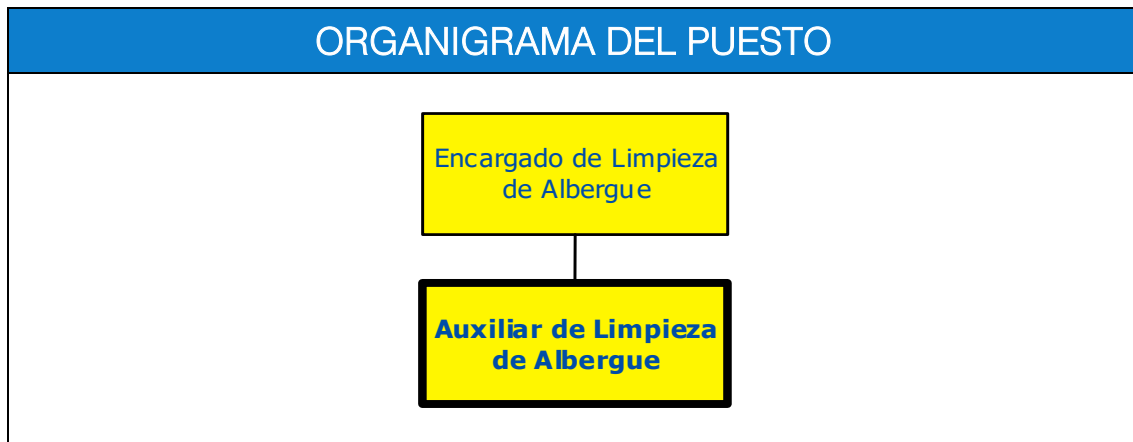 ORGANIGRAMA DEL PUESTO
Encargado de Limpieza
de Albergue
Auxiliar de Limpieza
de Albergue